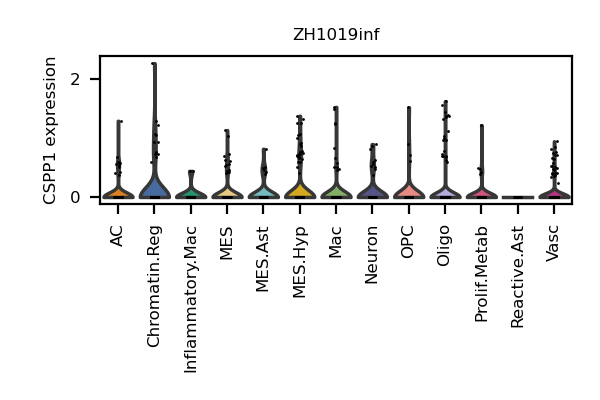 ZH1019inf
CSPP1 expression
2
0
AC
Chromatin.Reg
Inflammatory.Mac
MES
MES.Ast
MES.Hyp
Mac
Neuron
OPC
Oligo
Prolif.Metab
Reactive.Ast
Vasc